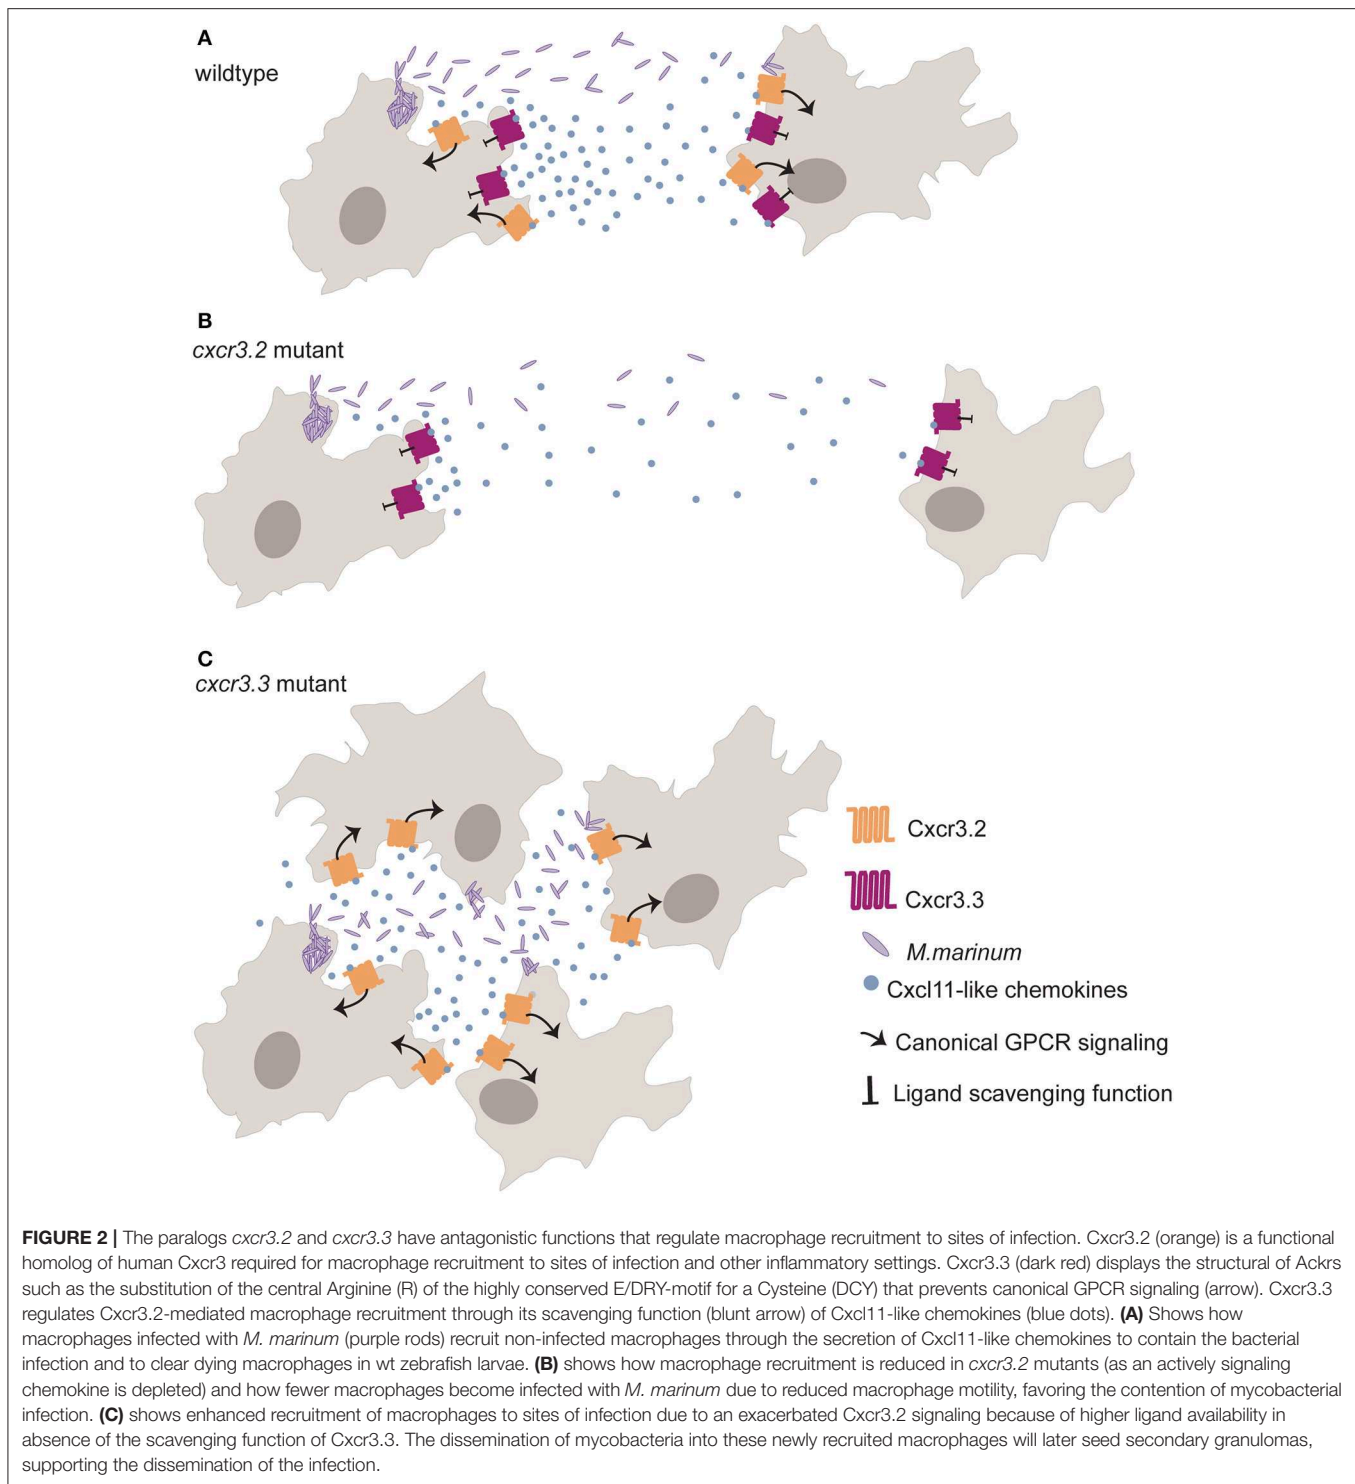 A
wildtype
B
cxcr3.2 mutant
C
cxcr3.3 mutant
Cxcr3.2
Cxcr3.3
M.marinum
Cxcl11-like chemokines
Canonical GPCR signaling
Ligand scavenging function
FIGURE 2 | The paralogs cxcr3.2 and cxcr3.3 have antagonistic functions that regulate macrophage recruitment to sites of infection. Cxcr3.2 (orange) is a functional
homolog of human Cxcr3 required for macrophage recruitment to sites of infection and other inflammatory settings. Cxcr3.3 (dark red) displays the structural of Ackrs
such as the substitution of the central Arginine (R) of the highly conserved E/DRY-motif for a Cysteine (DCY) that prevents canonical GPCR signaling (arrow). Cxcr3.3
regulates Cxcr3.2-mediated macrophage recruitment through its scavenging function (blunt arrow) of Cxcl11-like chemokines (blue dots). (A) Shows how
macrophages infected with M. marinum (purple rods) recruit non-infected macrophages through the secretion of Cxcl11-like chemokines to contain the bacterial
infection and to clear dying macrophages in wt zebrafish larvae. (B) shows how macrophage recruitment is reduced in cxcr3.2 mutants (as an actively signaling
chemokine is depleted) and how fewer macrophages become infected with M. marinum due to reduced macrophage motility, favoring the contention of mycobacterial
infection. (C) shows enhanced recruitment of macrophages to sites of infection due to an exacerbated Cxcr3.2 signaling because of higher ligand availability in
absence of the scavenging function of Cxcr3.3. The dissemination of mycobacteria into these newly recruited macrophages will later seed secondary granulomas,
supporting the dissemination of the infection.